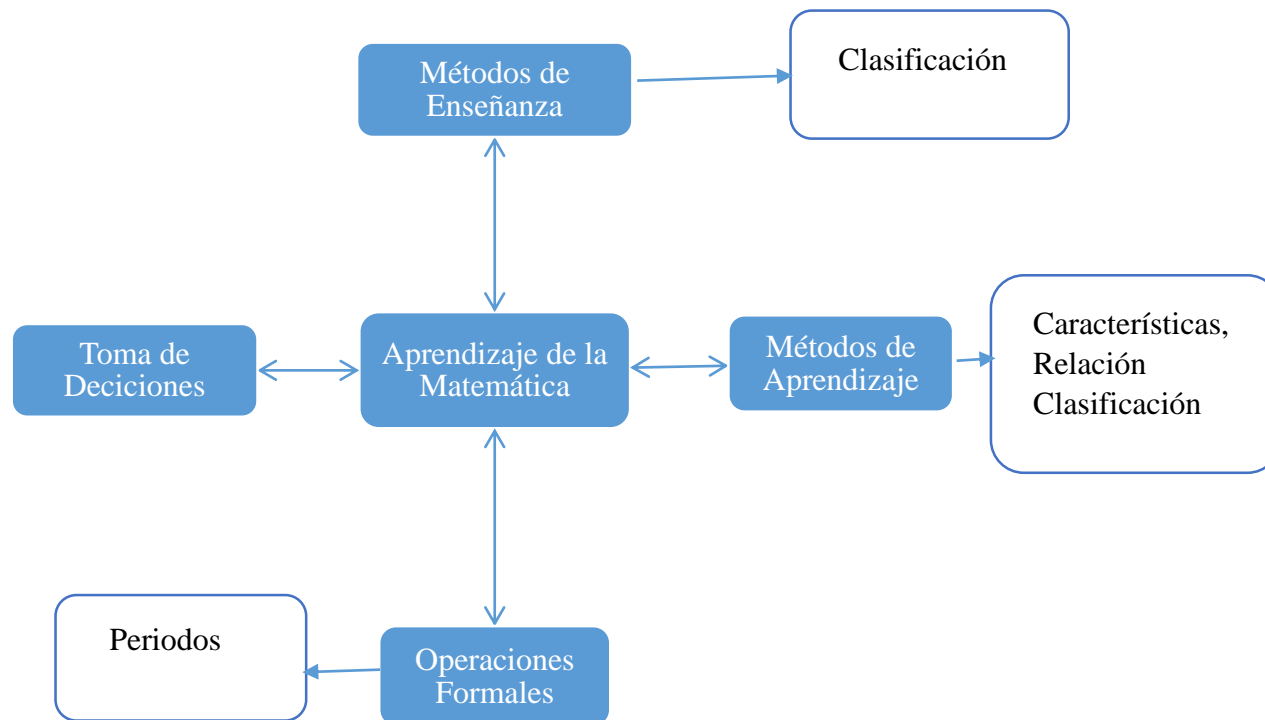 Métodos de
Enseñanza
Clasificación
Toma de
Deciciones
Aprendizaje de la
Matemática
Métodos de
Aprendizaje
Característícas,
Relación
Clasificación
Periodos
Operaciones
Formales